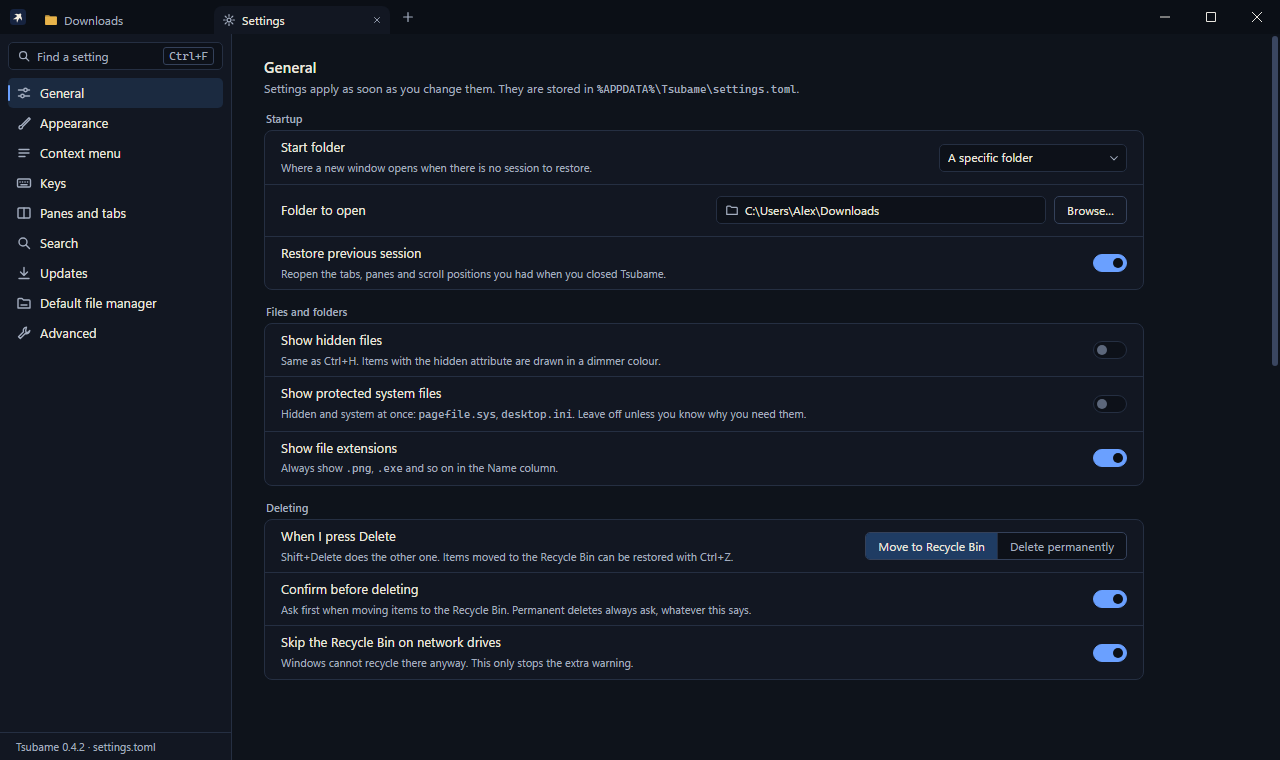 Downloads
Settings
Find a setting
Ctrl+F
General
Appearance
Context menu
Keys
Panes and tabs
Search
Updates
Default file manager
Advanced
Tsubame 0.4.2 · settings.toml
General
Settings apply as soon as you change them. They are stored in %APPDATA%\Tsubame\settings.toml.
Startup
Start folder
Where a new window opens when there is no session to restore.
A specific folder
Folder to open
C:\Users\Alex\Downloads
Browse...
Restore previous session
Reopen the tabs, panes and scroll positions you had when you closed Tsubame.
Files and folders
Show hidden files
Same as Ctrl+H. Items with the hidden attribute are drawn in a dimmer colour.
Show protected system files
Hidden and system at once: pagefile.sys, desktop.ini. Leave off unless you know why you need them.
Show file extensions
Always show .png, .exe and so on in the Name column.
Deleting
When I press Delete
Shift+Delete does the other one. Items moved to the Recycle Bin can be restored with Ctrl+Z.
Move to Recycle Bin
Delete permanently
Confirm before deleting
Ask first when moving items to the Recycle Bin. Permanent deletes always ask, whatever this says.
Skip the Recycle Bin on network drives
Windows cannot recycle there anyway. This only stops the extra warning.